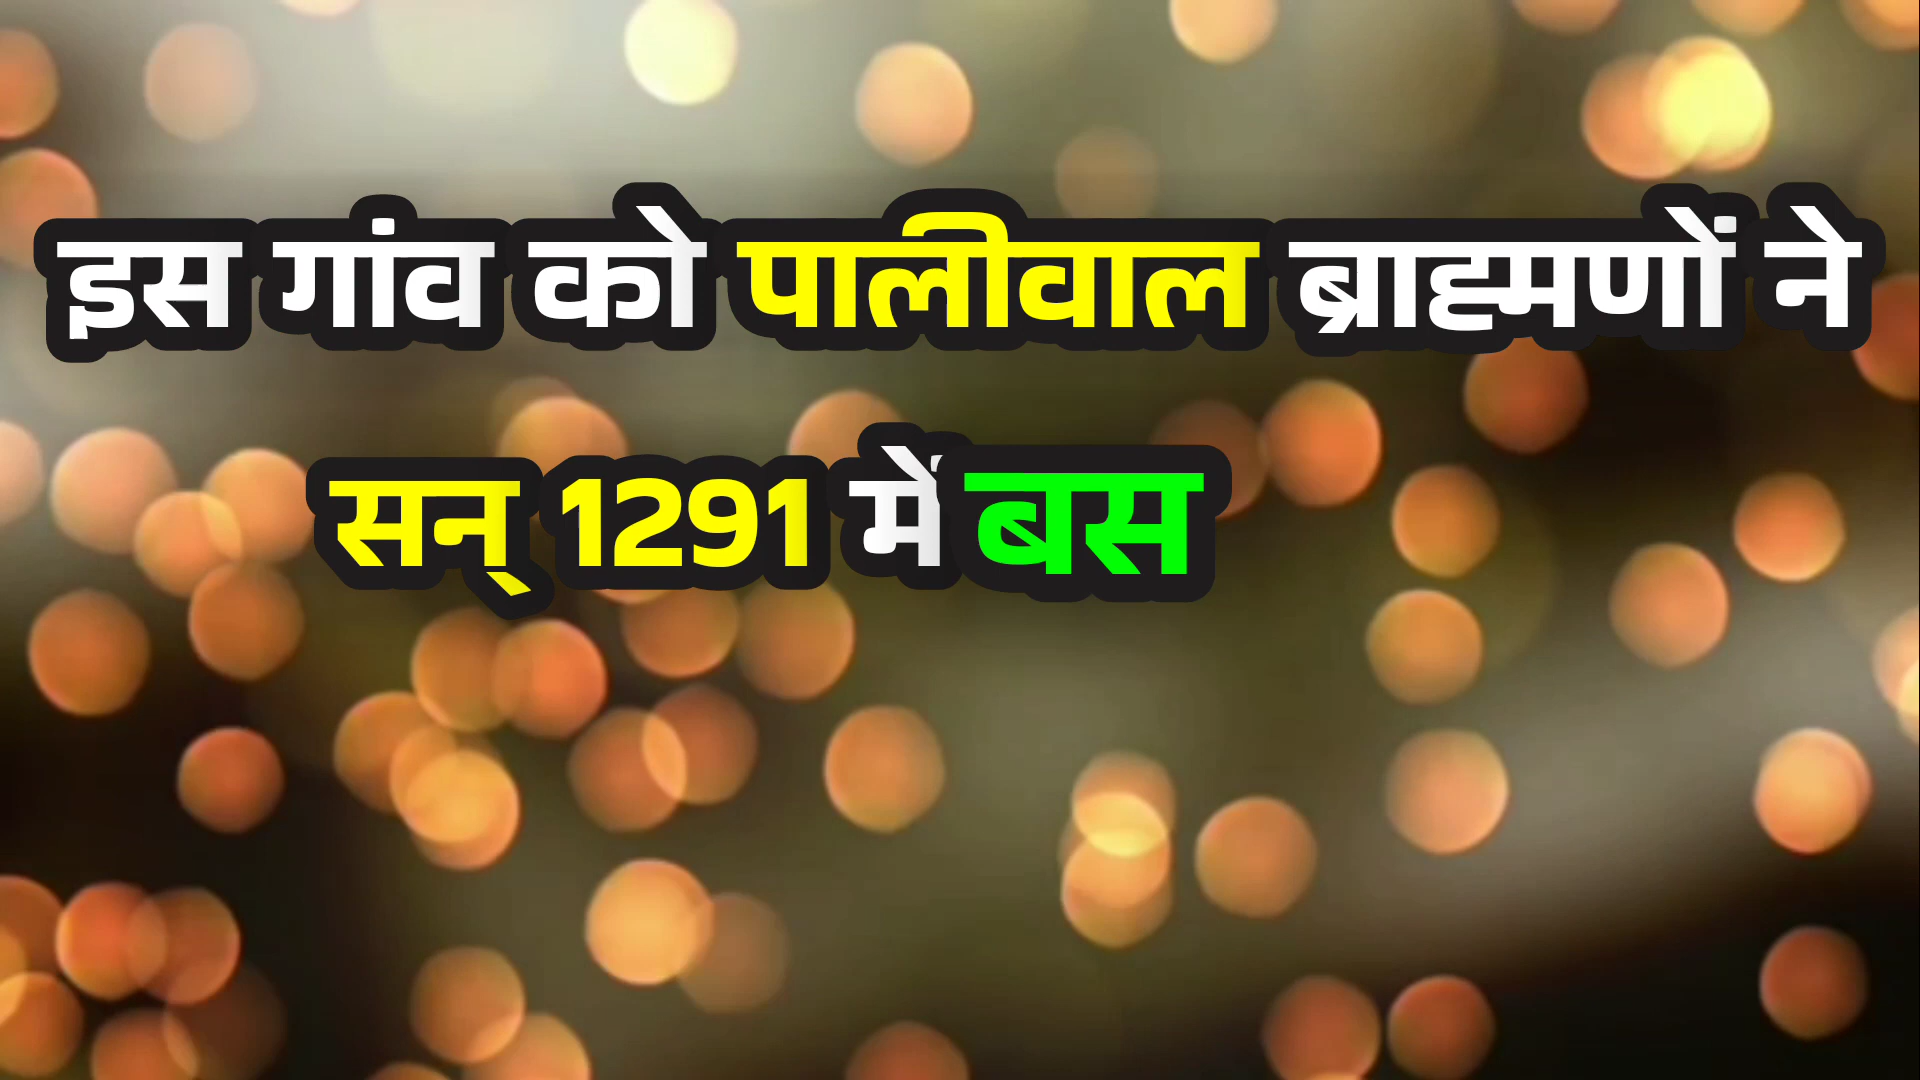 इस गांव को पालीवाल ब्राह्मणों ने
सन् 1291 में बस